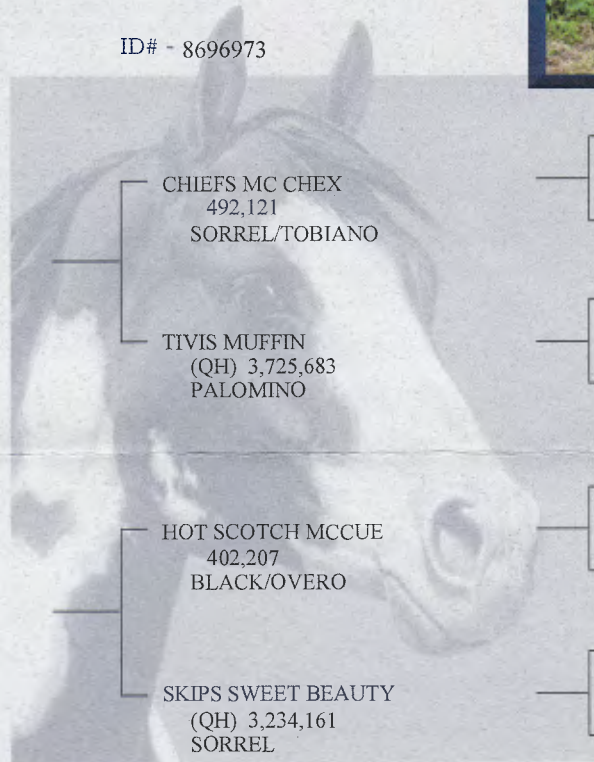 ID# - 8696973
CHIEFS MC CHEX
492,121
SORREL/TOBIANO
TIVIS MUFFIN
(QH) 3,725,683
PALOMINO
HOT SCOTCH MCCUE
402,207
BLACK/OVERO
SKIPS SWEET BEAUTY
(QH) 3,234,161
SORREL